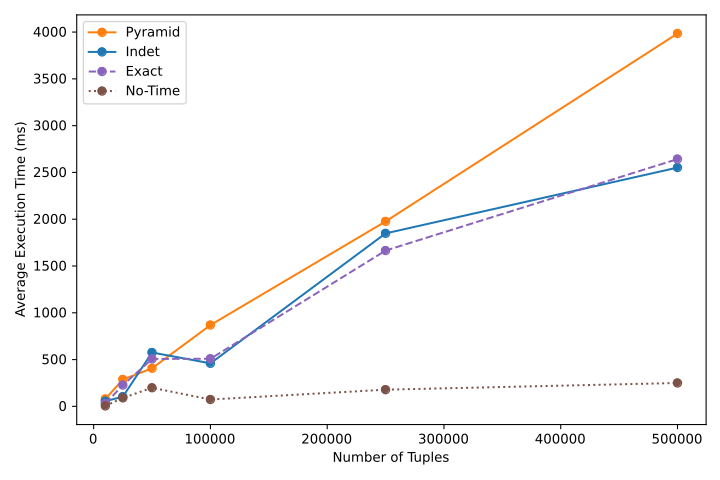 Pyramid
Indet
Exact
No-Time
4000
3500
3000
2500
2000
1500
1000
500
0
Average Execution Time (ms)
0 100000 200000 300000 400000 500000
Number of Tuples